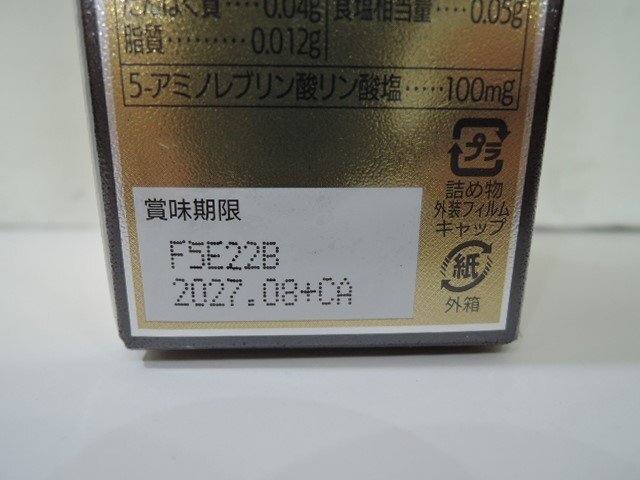 たんぱく質‥‥0.04g 食塩相当量‥‥0.05g
脂質‥‥‥‥0.012g
5-アミノレブリン酸リン酸塩‥‥‥100mg
プラ
詰め物
外装フィルム
キャップ
賞味期限
F5E22B
2027.08+CA
紙
外箱